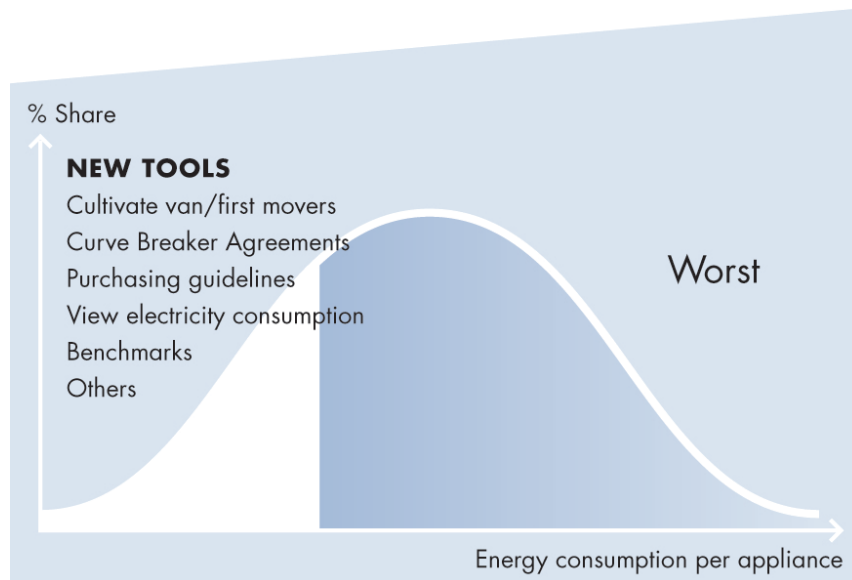 % Share
NEW TOOLS
Cultivate van/first movers
Curve Breaker Agreements
Purchasing guidelines
View electricity consumption
Benchmarks
Others
Worst
Energy consumption per appliance